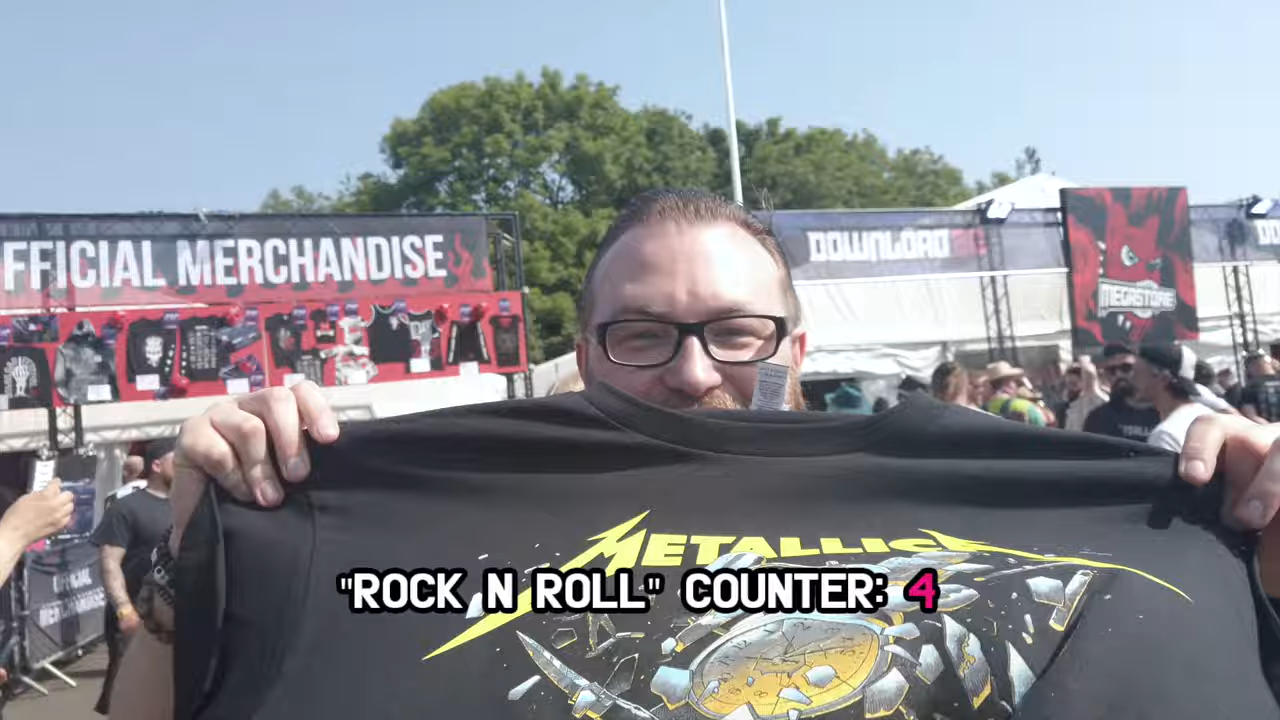 FFICIAL MERCHANDISE
DOWNLOAD
MEGASTORE
METALLICA
"ROCK N ROLL" COUNTER: 4